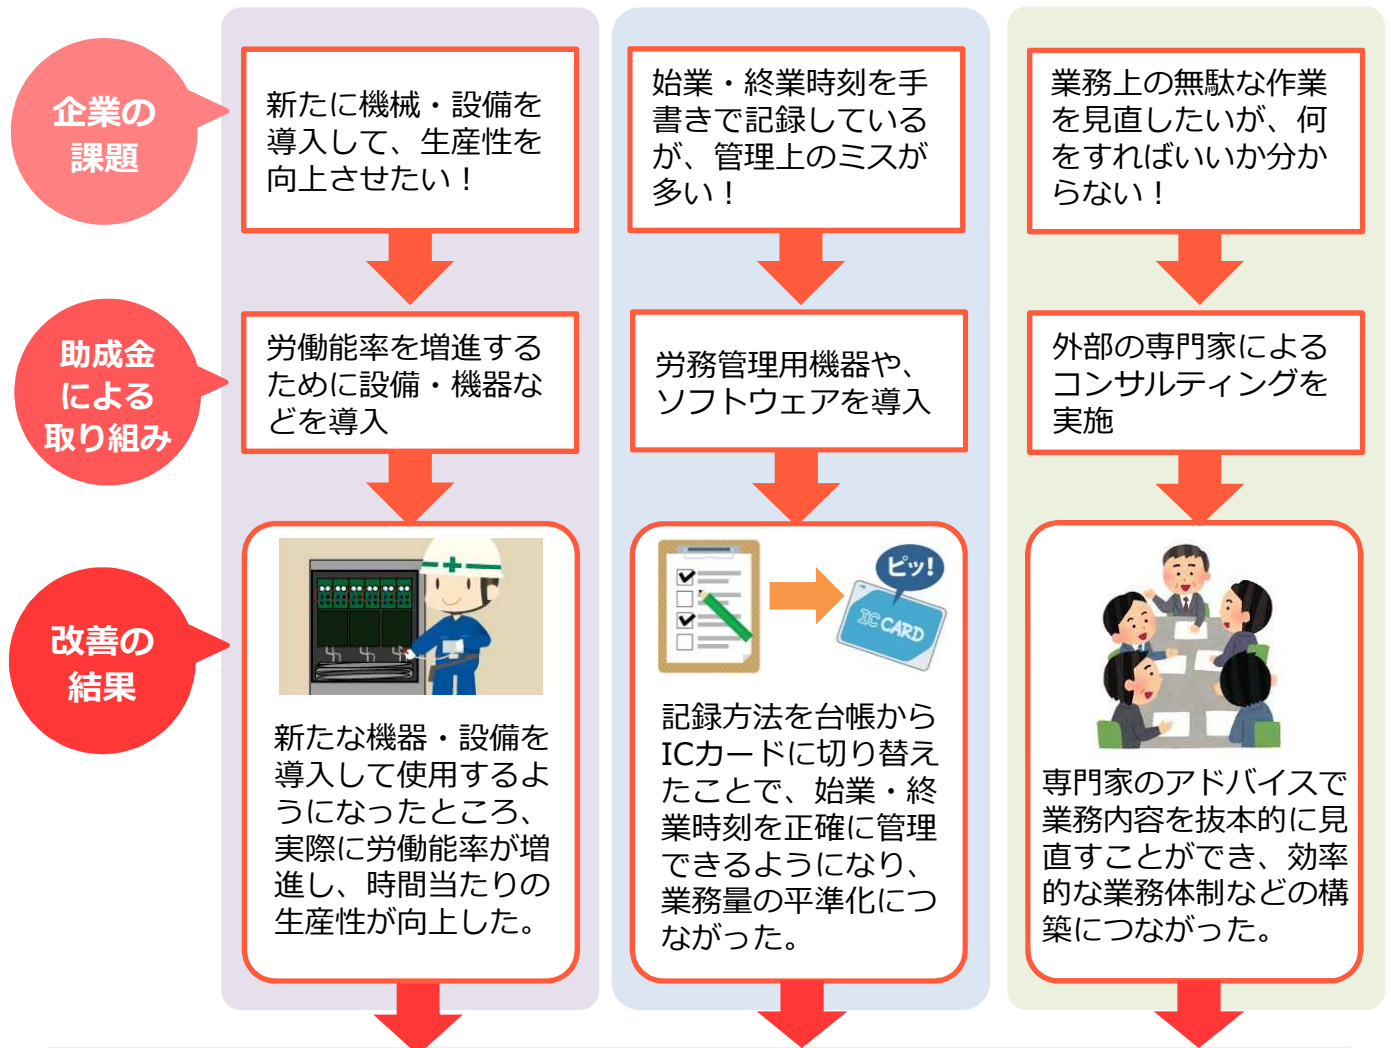 企業の
課題
新たに機械・設備を
導入して、生産性を
向上させたい！
始業・終業時刻を手
書きで記録している
が、管理上のミスが
多い！
業務上の無駄な作業
を見直したいが、何
をすればいいか分か
らない！
助成金
による
取り組み
労働能率を増進する
ために設備・機器な
どを導入
労務管理用機器や、
ソフトウェアを導入
外部の専門家による
コンサルティングを
実施
改善の
結果
新たな機器・設備を
導入して使用するよ
うになったところ、
実際に労働能率が増
進し、時間当たりの
生産性が向上した。
ピッ!
IC CARD
記録方法を台帳から
ICカードに切り替え
たことで、始業・終
業時刻を正確に管理
できるようになり、
業務量の平準化につ
ながった。
専門家のアドバイスで
業務内容を抜本的に見
直すことができ、効率
的な業務体制などの構
築につながった。